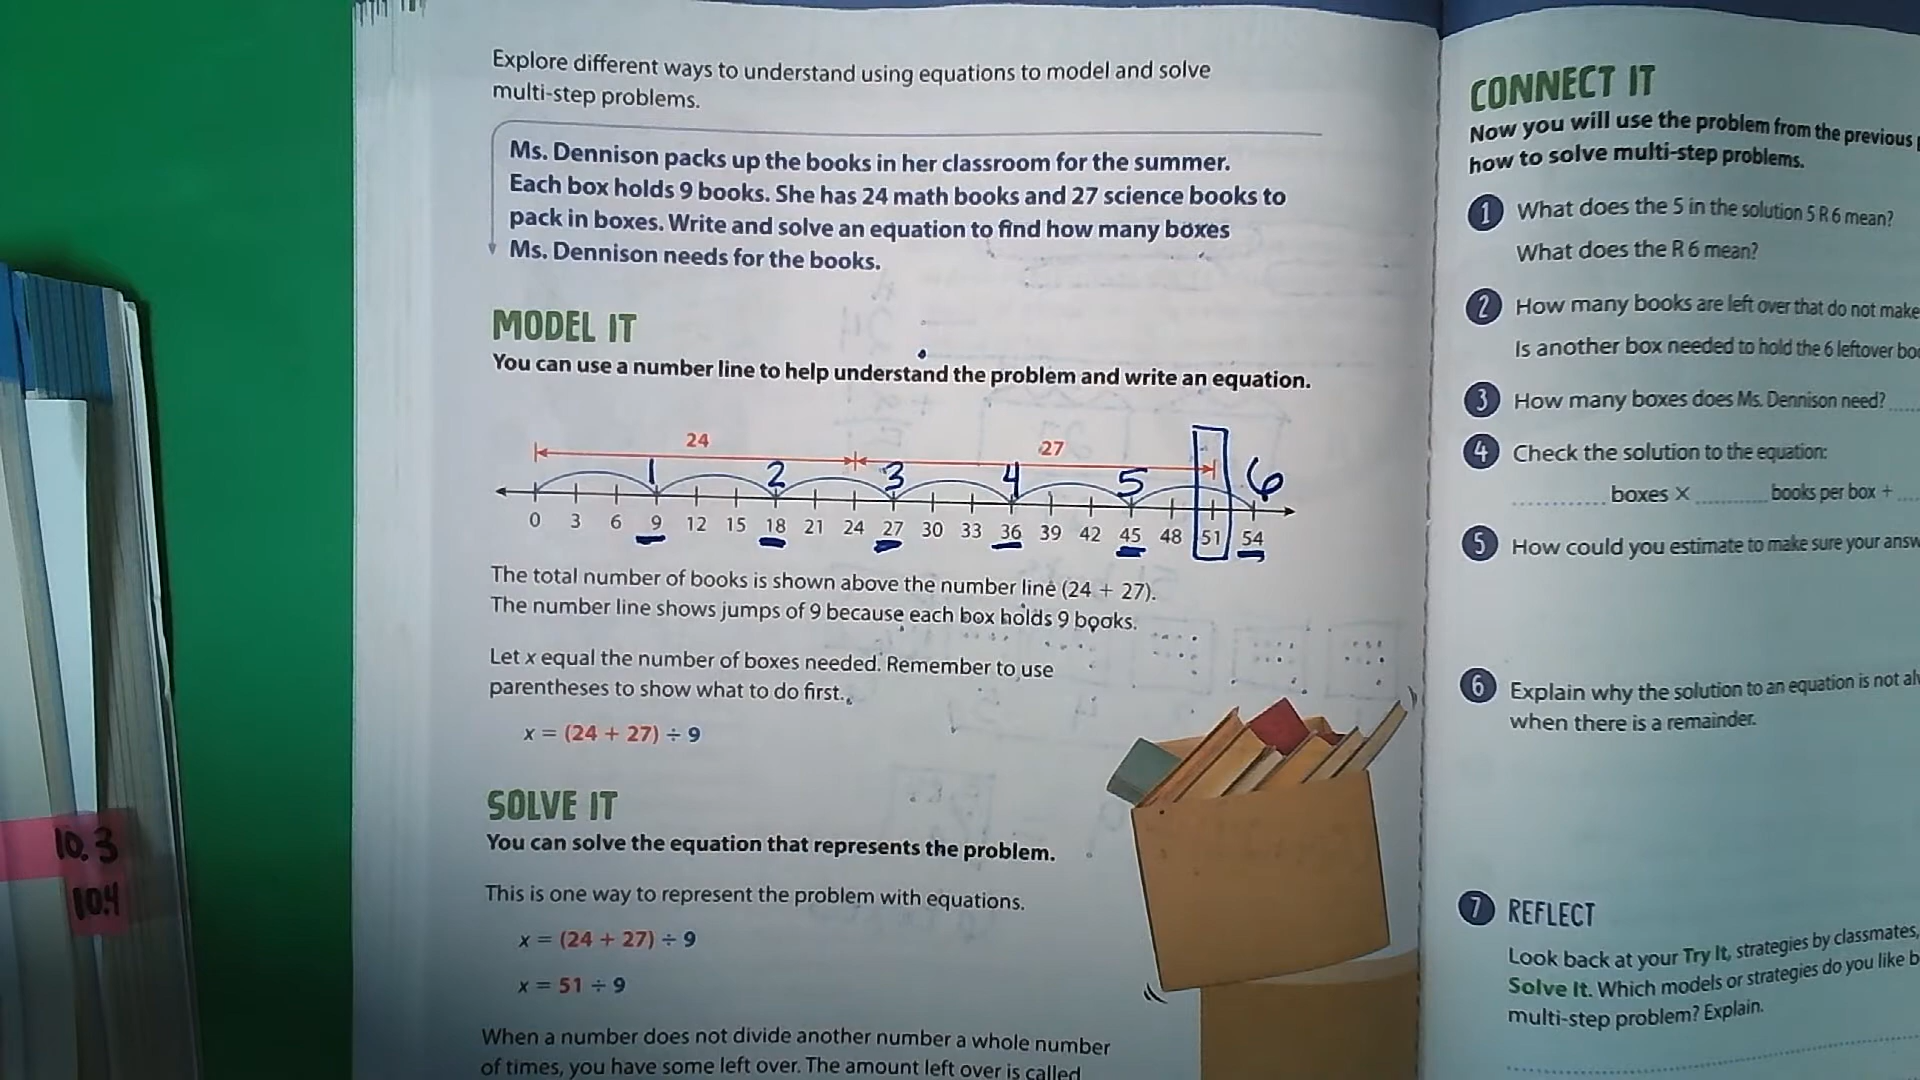 Explore different ways to understand using equations to model and solve
multi-step problems.
Ms. Dennison packs up the books in her classroom for the summer.
Each box holds 9 books. She has 24 math books and 27 science books to
pack in boxes. Write and solve an equation to find how many boxes
Ms. Dennison needs for the books.
MODEL IT
You can use a number line to help understand the problem and write an equation.
24 27
1 2 3 4 5 6
0 3 6 9 12 15 18 21 24 27 30 33 36 39 42 45 48 51 54
The total number of books is shown above the number line (24 + 27).
The number line shows jumps of 9 because each box holds 9 books.
Let x equal the number of boxes needed. Remember to use
parentheses to show what to do first.
x = (24 + 27) ÷ 9
SOLVE IT
You can solve the equation that represents the problem.
This is one way to represent the problem with equations.
x = (24 + 27) ÷ 9
x = 51 ÷ 9
When a number does not divide another number a whole number
of times, you have some left over. The amount left over is called
CONNECT IT
Now you will use the problem from the previous
how to solve multi-step problems.
1 What does the 5 in the solution 5 R 6 mean?
What does the R 6 mean?
2 How many books are left over that do not make
Is another box needed to hold the 6 leftover
3 How many boxes does Ms. Dennison need?
4 Check the solution to the equation:
boxes × books per box +
5 How could you estimate to make sure your
6 Explain why the solution to an equation is not
when there is a remainder.
7 REFLECT
Look back at your Try It, strategies by classmates,
Solve It. Which models or strategies do you like
multi-step problem? Explain.
10.3
10.4